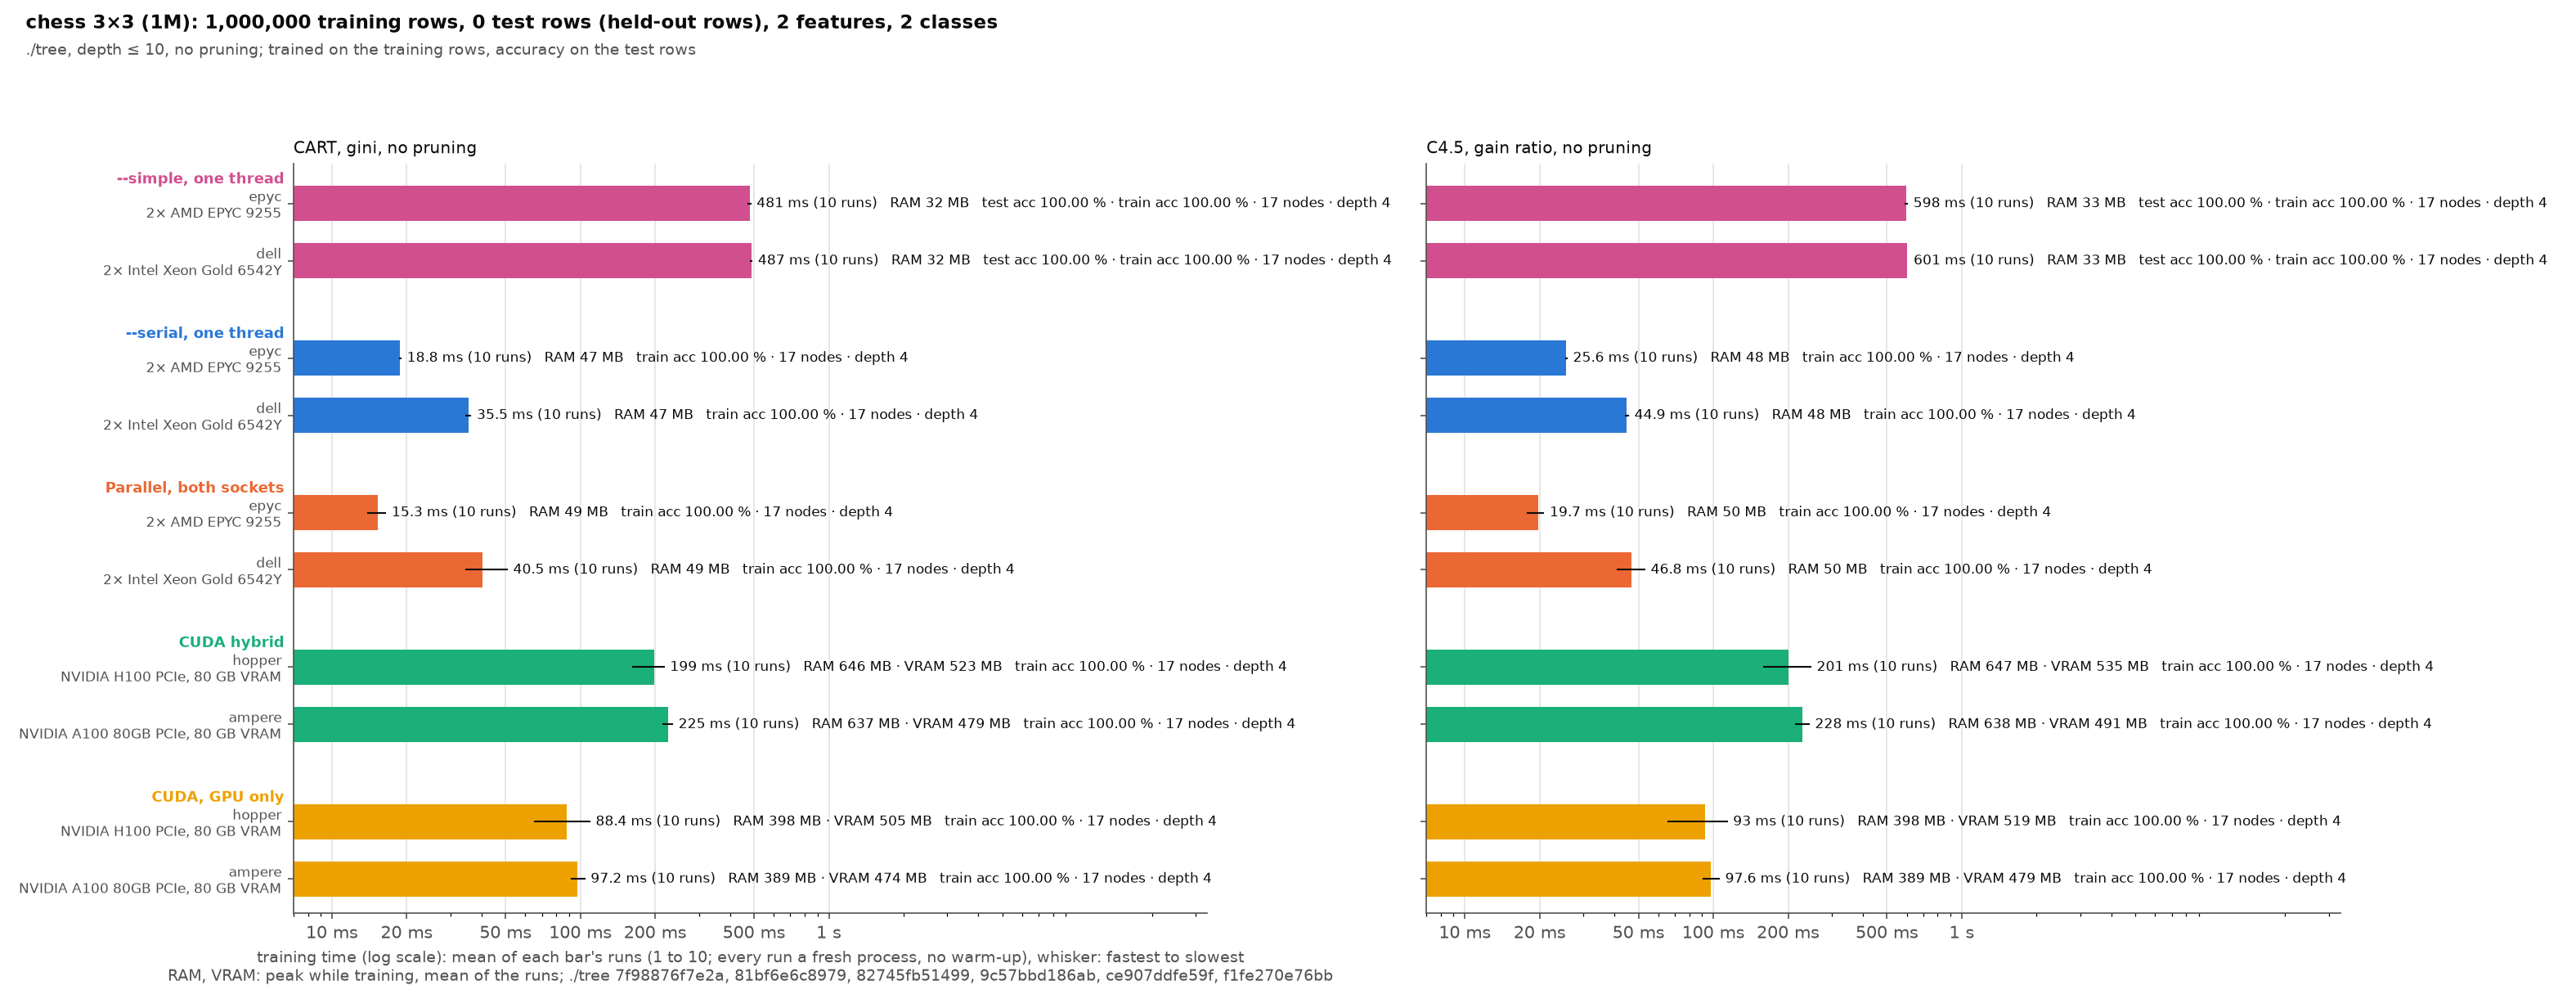 chess 3×3 (1M): 1,000,000 training rows, 0 test rows (held-out rows), 2 features, 2 classes
./tree, depth ≤ 10, no pruning; trained on the training rows, accuracy on the test rows
CART, gini, no pruning
--simple, one thread
epyc
2× AMD EPYC 9255
481 ms (10 runs) RAM 32 MB test acc 100.00 % · train acc 100.00 % · 17 nodes · depth 4
dell
2× Intel Xeon Gold 6542Y
487 ms (10 runs) RAM 32 MB test acc 100.00 % · train acc 100.00 % · 17 nodes · depth 4
--serial, one thread
epyc
2× AMD EPYC 9255
18.8 ms (10 runs) RAM 47 MB train acc 100.00 % · 17 nodes · depth 4
dell
2× Intel Xeon Gold 6542Y
35.5 ms (10 runs) RAM 47 MB train acc 100.00 % · 17 nodes · depth 4
Parallel, both sockets
epyc
2× AMD EPYC 9255
15.3 ms (10 runs) RAM 49 MB train acc 100.00 % · 17 nodes · depth 4
dell
2× Intel Xeon Gold 6542Y
40.5 ms (10 runs) RAM 49 MB train acc 100.00 % · 17 nodes · depth 4
CUDA hybrid
hopper
NVIDIA H100 PCIe, 80 GB VRAM
199 ms (10 runs) RAM 646 MB · VRAM 523 MB train acc 100.00 % · 17 nodes · depth 4
ampere
NVIDIA A100 80GB PCIe, 80 GB VRAM
225 ms (10 runs) RAM 637 MB · VRAM 479 MB train acc 100.00 % · 17 nodes · depth 4
CUDA, GPU only
hopper
NVIDIA H100 PCIe, 80 GB VRAM
88.4 ms (10 runs) RAM 398 MB · VRAM 505 MB train acc 100.00 % · 17 nodes · depth 4
ampere
NVIDIA A100 80GB PCIe, 80 GB VRAM
97.2 ms (10 runs) RAM 389 MB · VRAM 474 MB train acc 100.00 % · 17 nodes · depth 4
10 ms 20 ms 50 ms 100 ms 200 ms 500 ms 1 s
C4.5, gain ratio, no pruning
598 ms (10 runs) RAM 33 MB test acc 100.00 % · train acc 100.00 % · 17 nodes · depth 4
601 ms (10 runs) RAM 33 MB test acc 100.00 % · train acc 100.00 % · 17 nodes · depth 4
25.6 ms (10 runs) RAM 48 MB train acc 100.00 % · 17 nodes · depth 4
44.9 ms (10 runs) RAM 48 MB train acc 100.00 % · 17 nodes · depth 4
19.7 ms (10 runs) RAM 50 MB train acc 100.00 % · 17 nodes · depth 4
46.8 ms (10 runs) RAM 50 MB train acc 100.00 % · 17 nodes · depth 4
201 ms (10 runs) RAM 647 MB · VRAM 535 MB train acc 100.00 % · 17 nodes · depth 4
228 ms (10 runs) RAM 638 MB · VRAM 491 MB train acc 100.00 % · 17 nodes · depth 4
93 ms (10 runs) RAM 398 MB · VRAM 519 MB train acc 100.00 % · 17 nodes · depth 4
97.6 ms (10 runs) RAM 389 MB · VRAM 479 MB train acc 100.00 % · 17 nodes · depth 4
10 ms 20 ms 50 ms 100 ms 200 ms 500 ms 1 s
training time (log scale): mean of each bar's runs (1 to 10; every run a fresh process, no warm-up), whisker: fastest to slowest
RAM, VRAM: peak while training, mean of the runs; ./tree 7f98876f7e2a, 81bf6e6c8979, 82745fb51499, 9c57bbd186ab, ce907ddfe59f, f1fe270e76bb